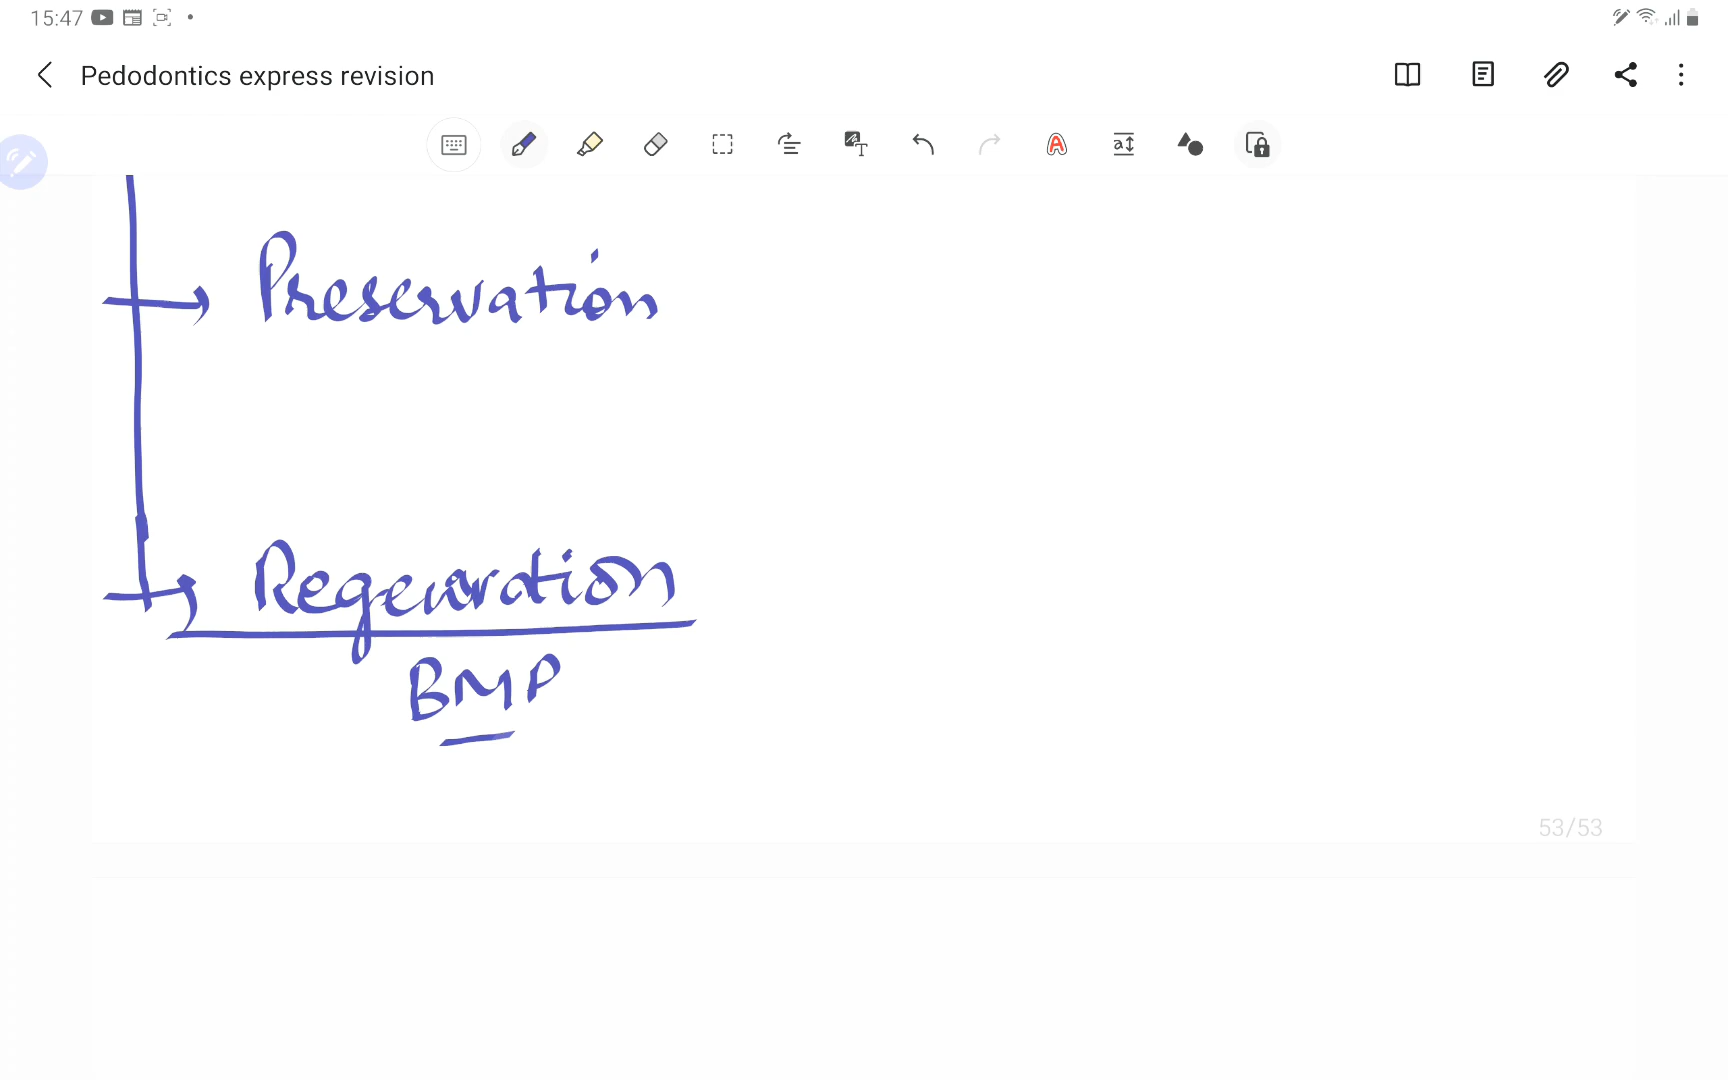 15:47
Pedodontics express revision
Preservation
Regeneration
BMP
53/53